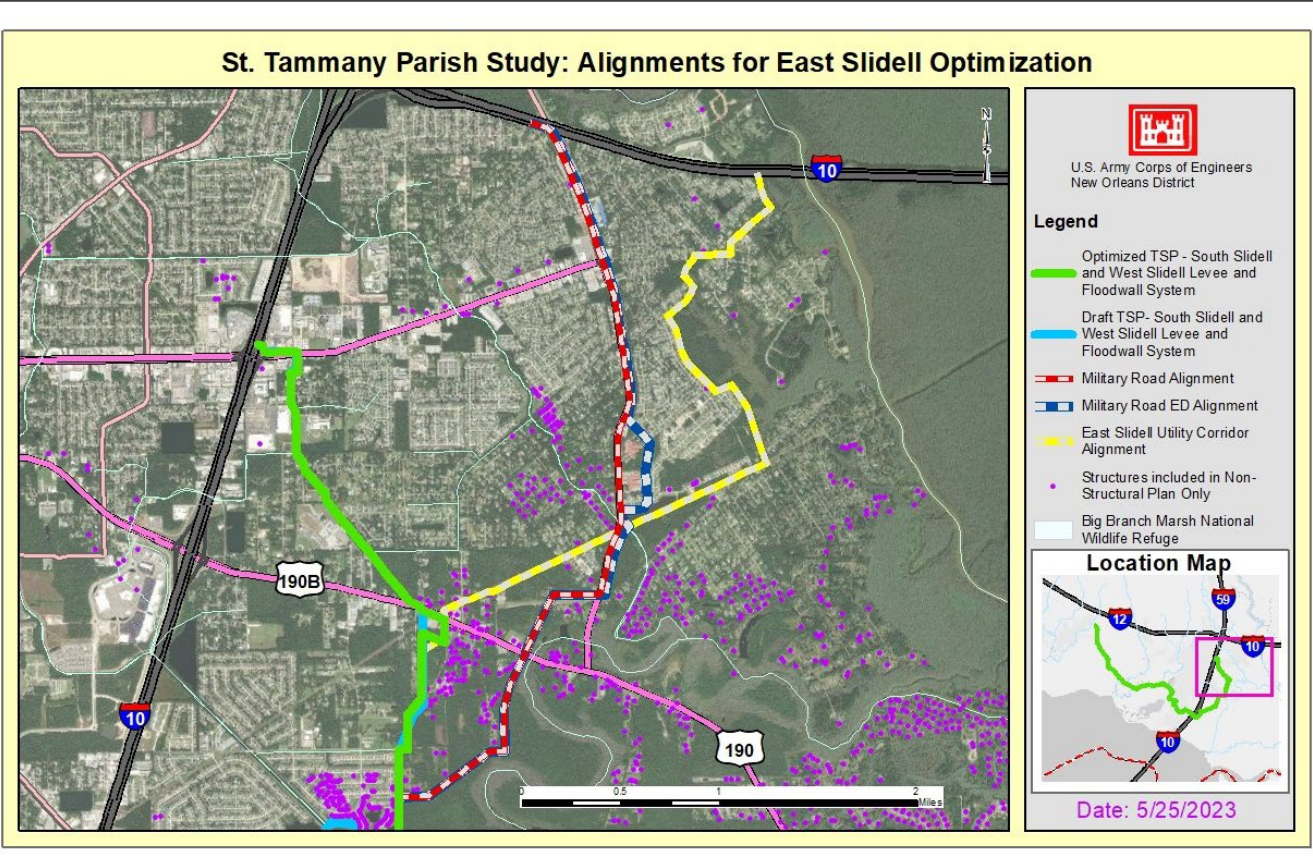 St. Tammany Parish Study: Alignments for East Slidell Optimization
N
10
190B
10
190
0
0.5
1
2
Miles
U.S. Army Corps of Engineers
New Orleans District
Legend
Optimized TSP - South Slidell
and West Slidell Levee and
Floodwall System
Draft TSP- South Slidell and
West Slidell Levee and
Floodwall System
Military Road Alignment
Military Road ED Alignment
East Slidell Utility Corridor
Alignment
Structures included in Non-
Structural Plan Only
Big Branch Marsh National
Wildlife Refuge
Location Map
59
12
10
10
Date: 5/25/2023